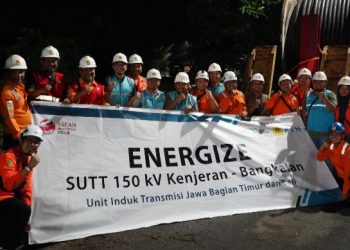 ENERGIZE
SUTT 150 kV Kenjeran - Bangkalan
Unit Induk Transmisi Jawa Bagian Timur dan Bali